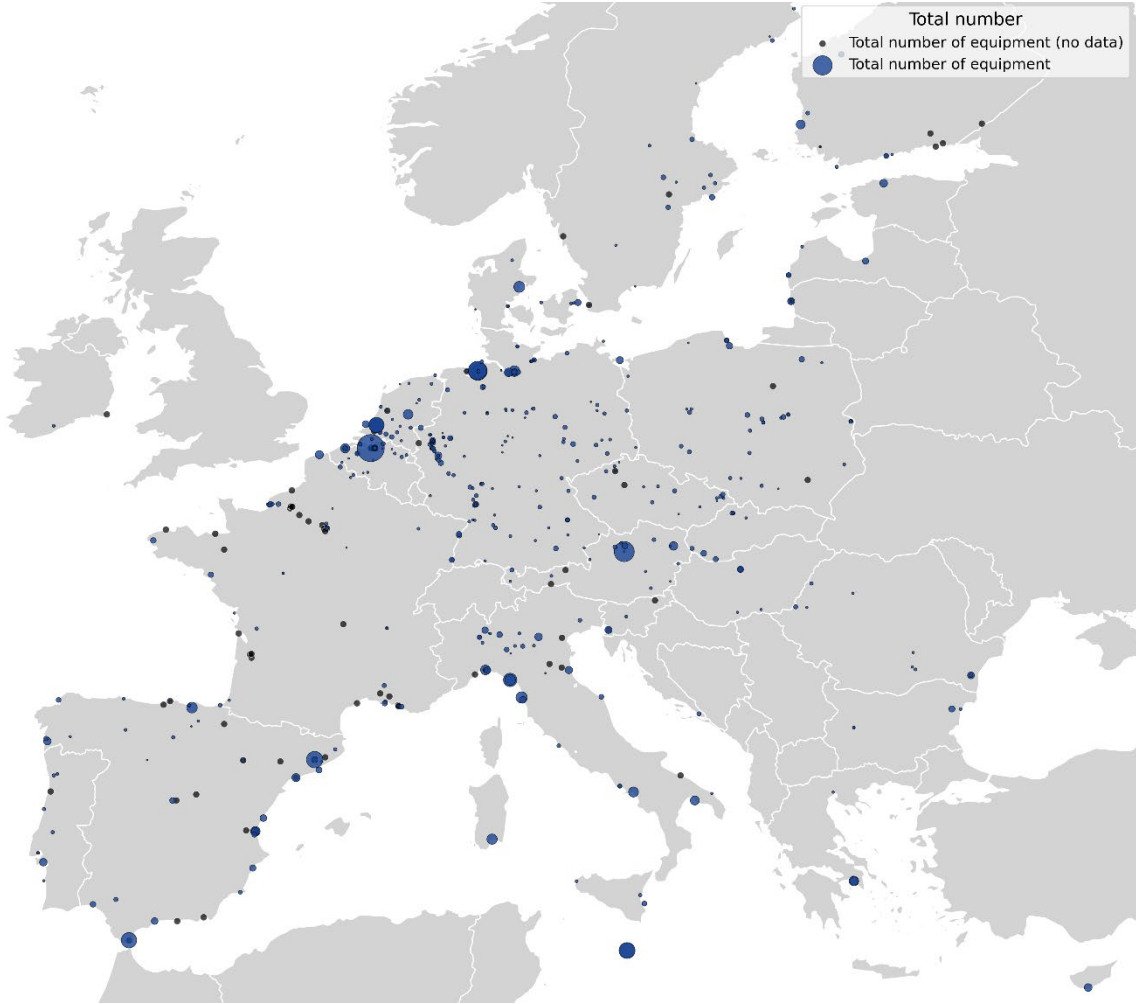 Total number
Total number of equipment (no data)
Total number of equipment